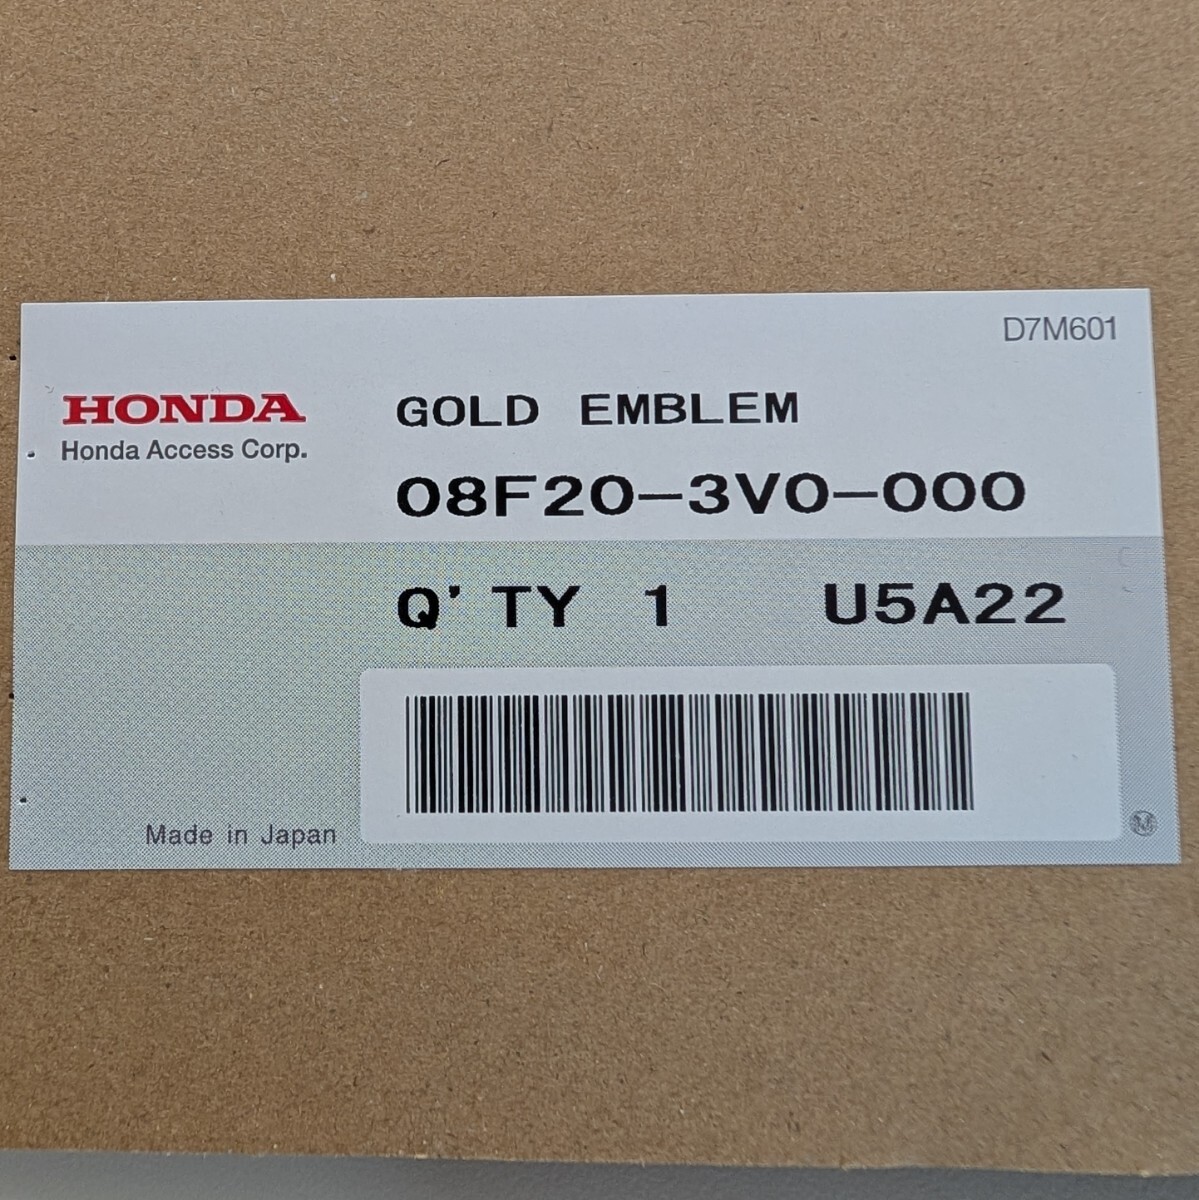 D7M601
HONDA
Honda Access Corp.
GOLD EMBLEM
08F20-3V0-000
Q'TY 1 U5A22
Made in Japan
M